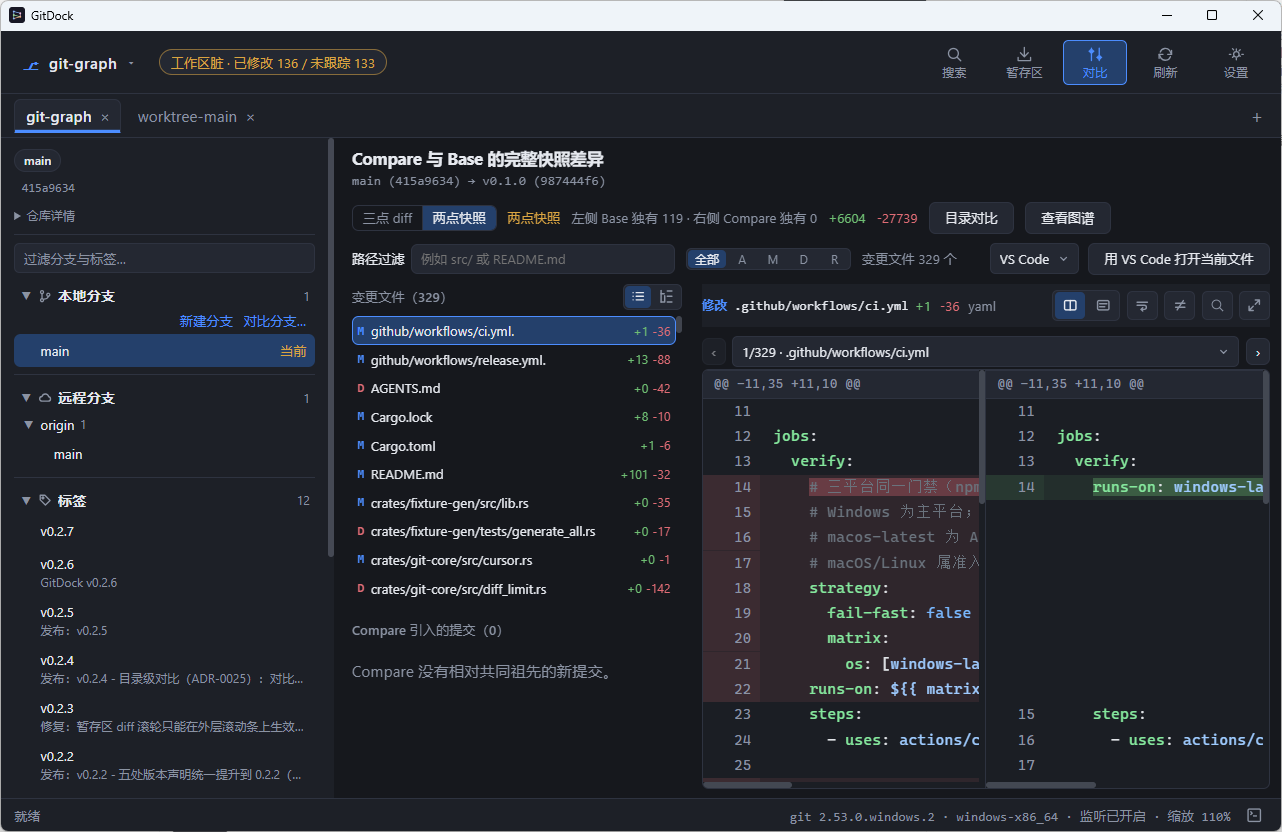 GitDock
git-graph
工作区脏 · 已修改 136 / 未跟踪 133
搜索
暂存区
对比
刷新
设置
git-graph ×
worktree-main ×
+
main
415a9634
仓库详情
过滤分支与标签...
本地分支 1
新建分支 对比分支...
main 当前
远程分支 1
origin 1
main
标签 12
v0.2.7
v0.2.6
GitDock v0.2.6
v0.2.5
发布：v0.2.5
v0.2.4
发布：v0.2.4 - 目录级对比（ADR-0025）：对比...
v0.2.3
修复：暂存区 diff 滚轮只能在外层滚动条上生效...
v0.2.2
发布：v0.2.2 - 五处版本声明统一提升到 0.2.2（...
Compare 与 Base 的完整快照差异
main (415a9634) → v0.1.0 (987444f6)
三点 diff 两点快照 两点快照 左侧 Base 独有 119 · 右侧 Compare 独有 0 +6604 -27739 目录对比 查看图谱
路径过滤 例如 src/ 或 README.md 全部 A M D R 变更文件 329 个 VS Code 用 VS Code 打开当前文件
变更文件（329）
M github/workflows/ci.yml. +1 -36
M github/workflows/release.yml. +13 -88
D AGENTS.md +0 -42
M Cargo.lock +8 -10
M Cargo.toml +1 -6
M README.md +101 -32
M crates/fixture-gen/src/lib.rs +0 -35
D crates/fixture-gen/tests/generate_all.rs +0 -17
M crates/git-core/src/cursor.rs +0 -1
D crates/git-core/src/diff_limit.rs +0 -142
Compare 引入的提交（0）
Compare 没有相对共同祖先的新提交。
修改 .github/workflows/ci.yml +1 -36 yaml
‹ 1/329 · .github/workflows/ci.yml ›
@@ -11,35 +11,10 @@
11
12 jobs:
13 verify:
14 # 三平台同一门禁（npm
15 # Windows 为主平台；
16 # macos-latest 为 A
17 # macOS/Linux 属准入
18 strategy:
19 fail-fast: false
20 matrix:
21 os: [windows-la
22 runs-on: ${{ matrix
23 steps:
24 - uses: actions/c
25
@@ -11,35 +11,10 @@
11
12 jobs:
13 verify:
14 runs-on: windows-la
15 steps:
16 - uses: actions/c
17
就绪
git 2.53.0.windows.2 · windows-x86_64 · 监听已开启 · 缩放 110%